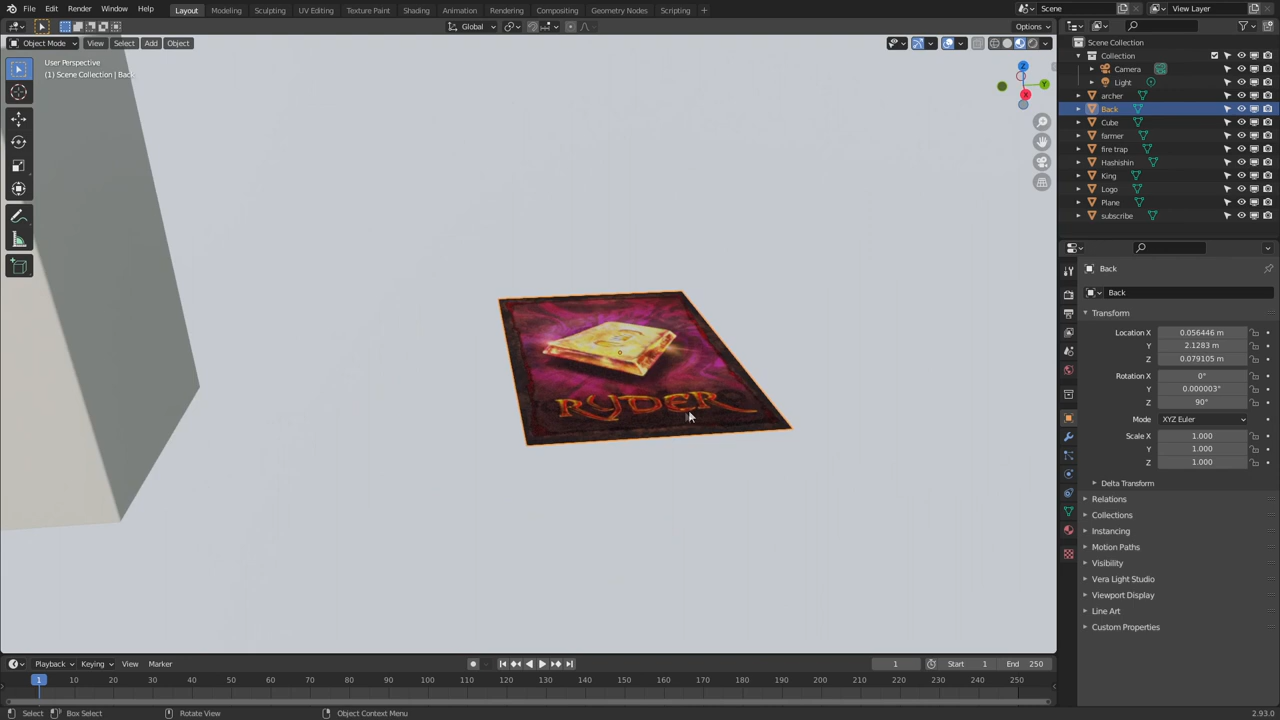 File Edit Render Window Help Layout Modeling Sculpting UV Editing Texture Paint Shading Animation Rendering Compositing Geometry Nodes Scripting Scene View Layer
Global Options
Object Mode View Select Add Object
User Perspective
(1) Scene Collection | Back
Z
Y
X
RYDER
Scene Collection
Collection
Camera
Light
archer
Back
Cube
farmer
fire trap
Hashishin
King
Logo
Plane
subscribe
Back
Back
Transform
Location X 0.056446 m
Y 2.1283 m
Z 0.079105 m
Rotation X 0°
Y 0.000003°
Z 90°
Mode XYZ Euler
Scale X 1.000
Y 1.000
Z 1.000
Delta Transform
Relations
Collections
Instancing
Motion Paths
Visibility
Vera Light Studio
Viewport Display
Line Art
Custom Properties
Playback Keying View Marker 1 Start 1 End 250
1 10 20 30 40 50 60 70 80 90 100 110 120 130 140 150 160 170 180 190 200 210 220 230 240 250
Select Box Select Rotate View Object Context Menu 2.93.0